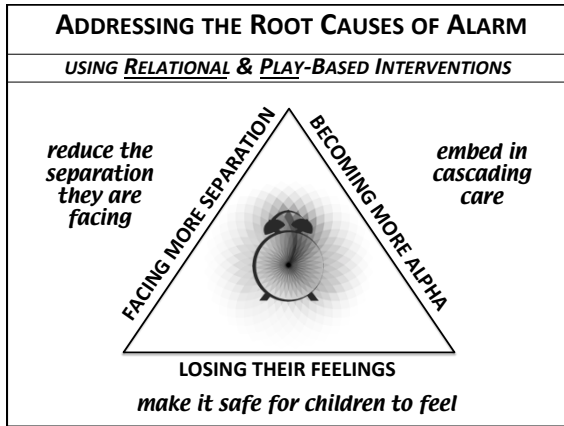 ADDRESSING THE ROOT CAUSES OF ALARM
USING RELATIONAL & PLAY-BASED INTERVENTIONS
reduce the
separation
they are
facing
FACING MORE SEPARATION
BECOMING MORE ALPHA
embed in
cascading
care
LOSING THEIR FEELINGS
make it safe for children to feel